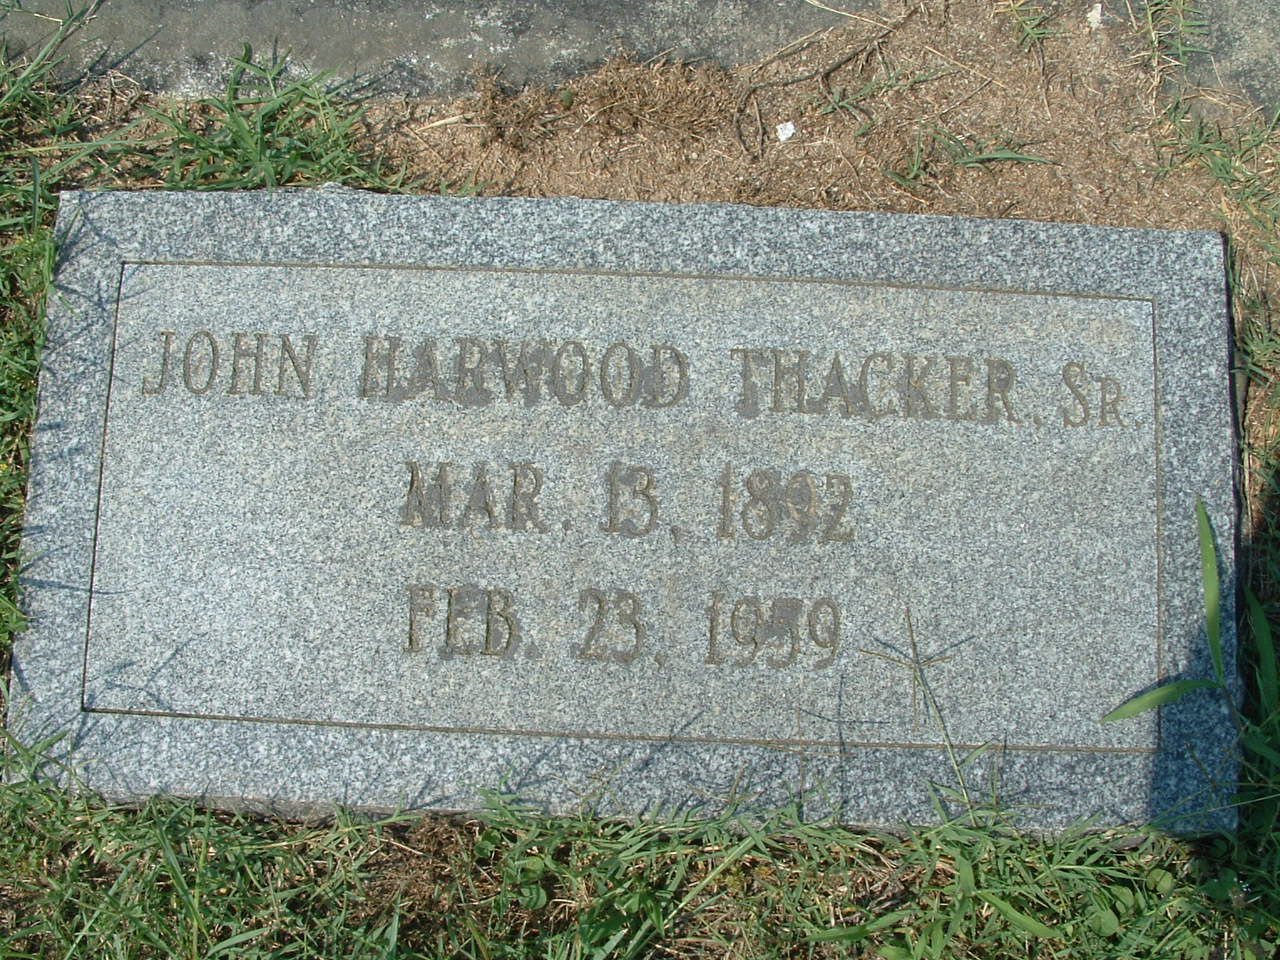 JOHN HARWOOD THACKER, SR.
MAR. 13, 1892
FEB. 23, 1959